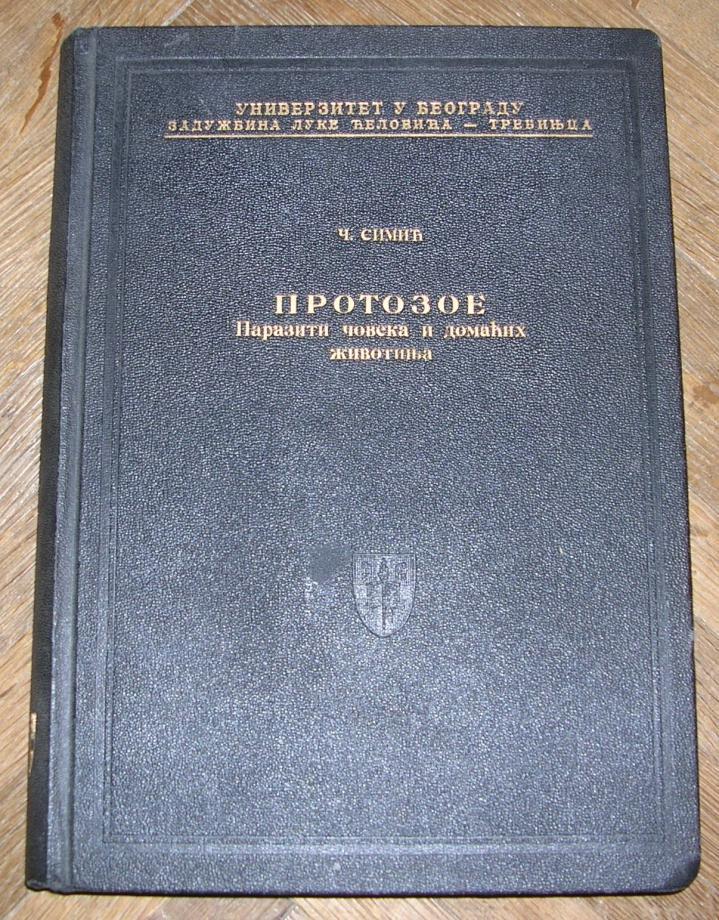 УНИВЕРЗИТЕТ У БЕОГРАДУ
ЗАДУЖБИНА ЛУКЕ ЋЕЛОВИЋА — ТРЕБИЊЦА
Ч. СИМИЋ
ПРОТОЗОЕ
Паразити човека и домаћих
животиња